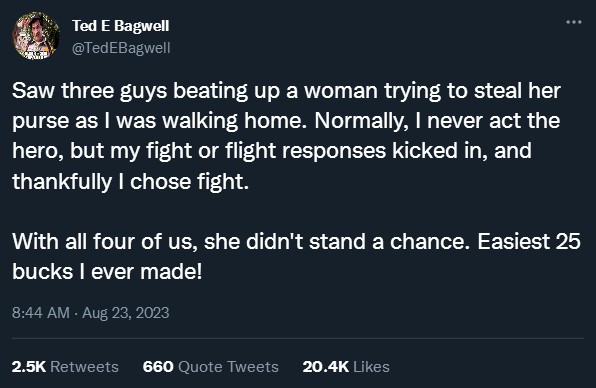 Ted E Bagwell
@TedEBagwell
Saw three guys beating up a woman trying to steal her
purse as I was walking home. Normally, I never act the
hero, but my fight or flight responses kicked in, and
thankfully I chose fight.
With all four of us, she didn't stand a chance. Easiest 25
bucks I ever made!
8:44 AM · Aug 23, 2023
2.5K Retweets 660 Quote Tweets 20.4K Likes